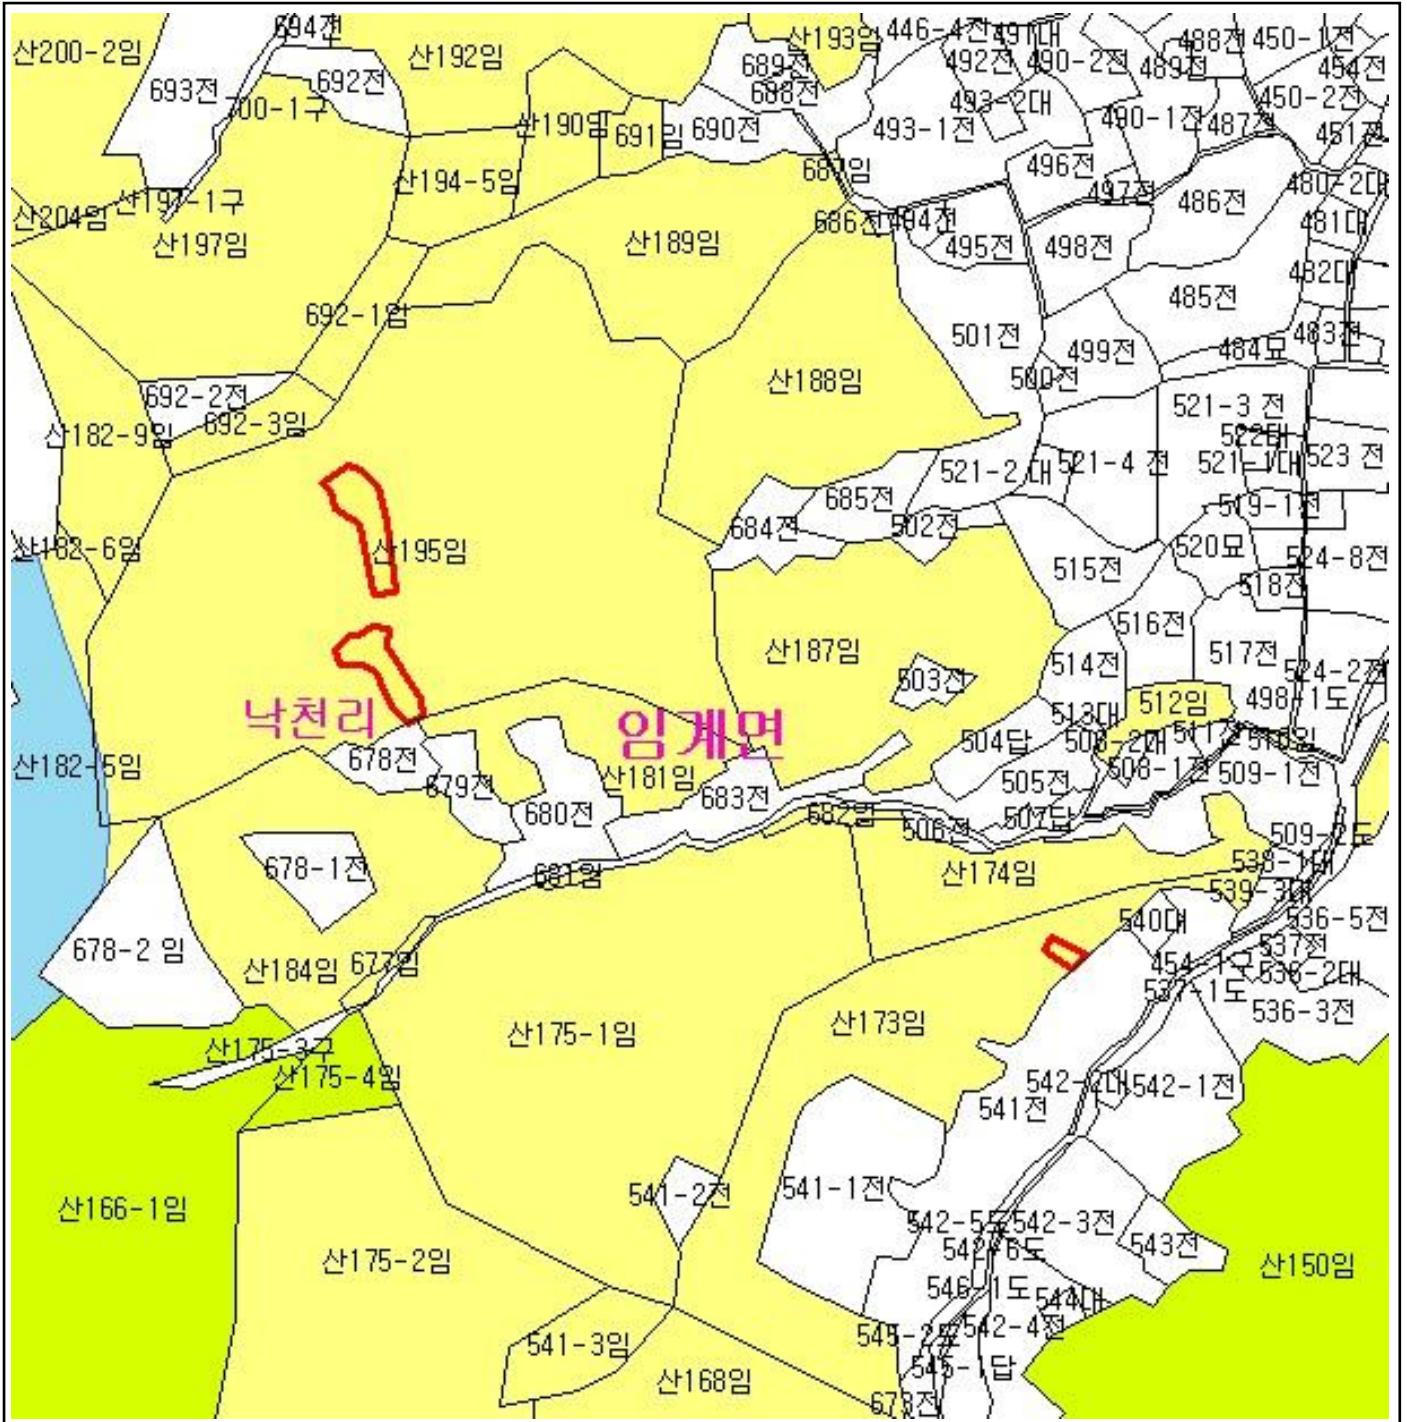 694전
산200-2임
산192임
산193임
446-4전
491대
488전
450-1전
692전
693전
689전
492전
490-2전
489전
454전
688전
450-2전
700-1구
493-2대
산190임
691임
690전
493-1전
490-1전
487전
451전
687임
496전
산194-5임
480-2대
497전
486전
산197-1구
산204임
686전
494전
481대
산197임
산189임
495전
498전
482대
485전
692-1임
501전
483전
499전
484묘
산188임
500전
692-2전
521-3 전
692-3임
산182-9임
522대
521-2 대
521-4 전
521-1대
523 전
685전
519-1전
684전
502전
산182-6임
산195임
520묘
524-8전
515전
518전
516전
산187임
514전
517전
503전
524-2전
512임
498-1도
낙천리
임계면
513대
504답
508-2대
510임
678전
산182-5임
산181임
508-1전
509-1전
679전
505전
683전
680전
682임
507답
506전
509-2도
678-1전
681임
산174임
538-1대
539-3대
540대
536-5전
678-2 임
537전
산184임
677임
454-1구
536-2대
537-1도
536-3전
산173임
산175-1임
산175-3구
산175-4임
542-2대
542-1전
541전
541-2전
541-1전
산166-1임
542-5도
542-3전
543전
542-6도
산175-2임
산150임
546-1도
544대
542-4전
545-2도
541-3임
545-1답
산168임
673전